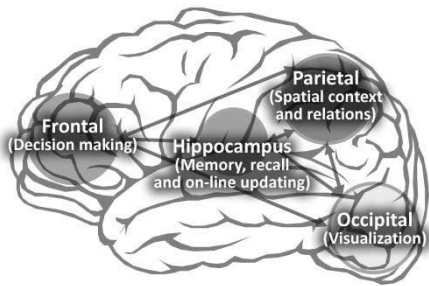 Frontal
(Decision making)
Hippocampus
(Memory, recall
and on-line updating)
Parietal
(Spatial context
and relations)
Occipital
(Visualization)